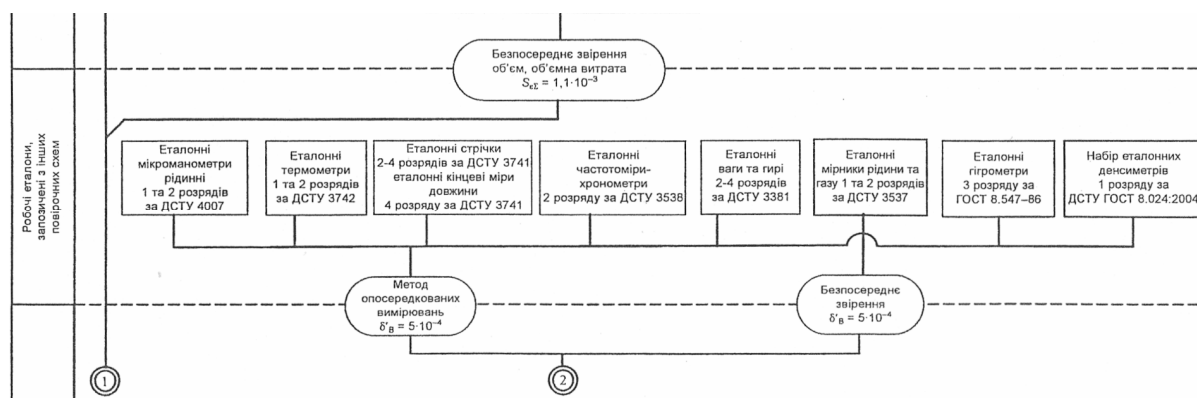 Безпосереднє звірення
об'єм, об'ємна витрата
S_εΣ = 1,1·10⁻³
Робочі еталони,
запозичені з інших
повірочних схем
Еталонні
мікроманометри
рідинні
1 та 2 розрядів
за ДСТУ 4007
Еталонні
термометри
1 та 2 розрядів
за ДСТУ 3742
Еталонні стрічки
2-4 розрядів за ДСТУ 3741
еталонні кінцеві міри
довжини
4 розряду за ДСТУ 3741
Еталонні
частотоміри-
хронометри
2 розряду за ДСТУ 3538
Еталонні
ваги та гирі
2-4 розрядів
за ДСТУ 3381
Еталонні
мірники рідини та
газу 1 та 2 розрядів
за ДСТУ 3537
Еталонні
гігрометри
3 розряду за
ГОСТ 8.547–86
Набір еталонних
денсиметрів
1 розряду за
ДСТУ ГОСТ 8.024:2004
Метод
опосередкованих
вимірювань
δ'_В = 5·10⁻⁴
Безпосереднє
звірення
δ'_В = 5·10⁻⁴
1
2